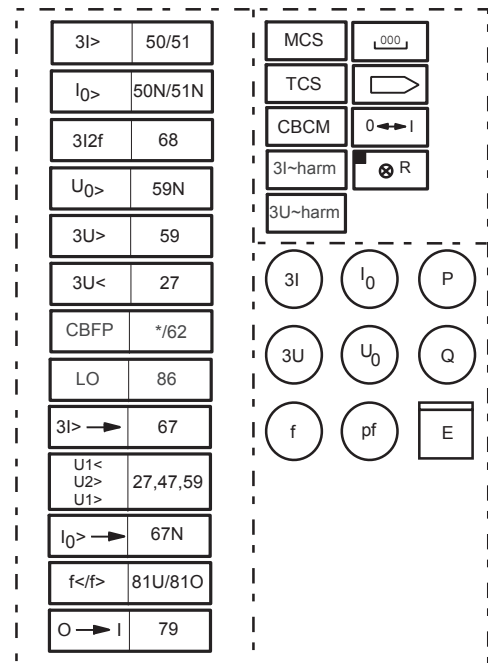 3I> 50/51
I0> 50N/51N
3I2f 68
U0> 59N
3U> 59
3U< 27
CBFP */62
LO 86
3I> 67
U1<
U2>
U1>
27,47,59
I0> 67N
f</f> 81U/81O
O I 79
MCS 000
TCS
CBCM 0 I
3I~harm R
3U~harm
3I I0 P
3U U0 Q
f pf E